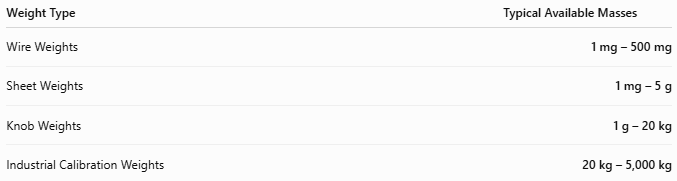 Weight Type Typical Available Masses
Wire Weights 1 mg – 500 mg
Sheet Weights 1 mg – 5 g
Knob Weights 1 g – 20 kg
Industrial Calibration Weights 20 kg – 5,000 kg